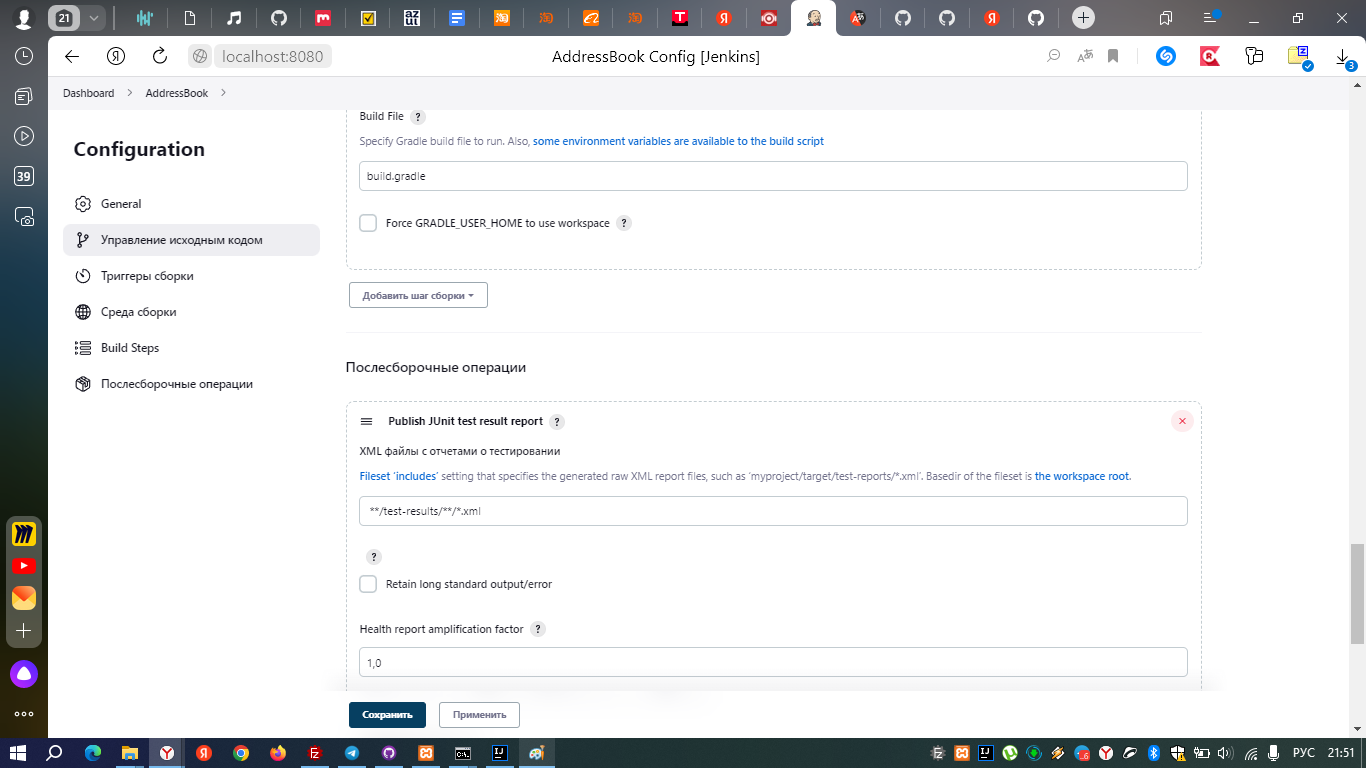 21
localhost:8080
AddressBook Config [Jenkins]
3
Dashboard
AddressBook
39
Configuration
General
Управление исходным кодом
Триггеры сборки
Среда сборки
Build Steps
Послесборочные операции
Build File ?
Specify Gradle build file to run. Also, some environment variables are available to the build script
build.gradle
Force GRADLE_USER_HOME to use workspace ?
Добавить шаг сборки
Послесборочные операции
Publish JUnit test result report ?
XML файлы с отчетами о тестировании
Fileset 'includes' setting that specifies the generated raw XML report files, such as 'myproject/target/test-reports/*.xml'. Basedir of the fileset is the workspace root.
**/test-results/**/*.xml
?
Retain long standard output/error
Health report amplification factor ?
1,0
Сохранить
Применить
РУС
21:51